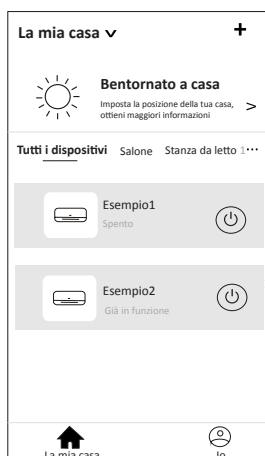 La mia casa
Bentornato a casa
Imposta la posizione della tua casa,
ottieni maggiori informazioni
Tutti i dispositivi Salone Stanza da letto 1···
Esempio1
Spento
Esempio2
Già in funzione
La mia casa Io